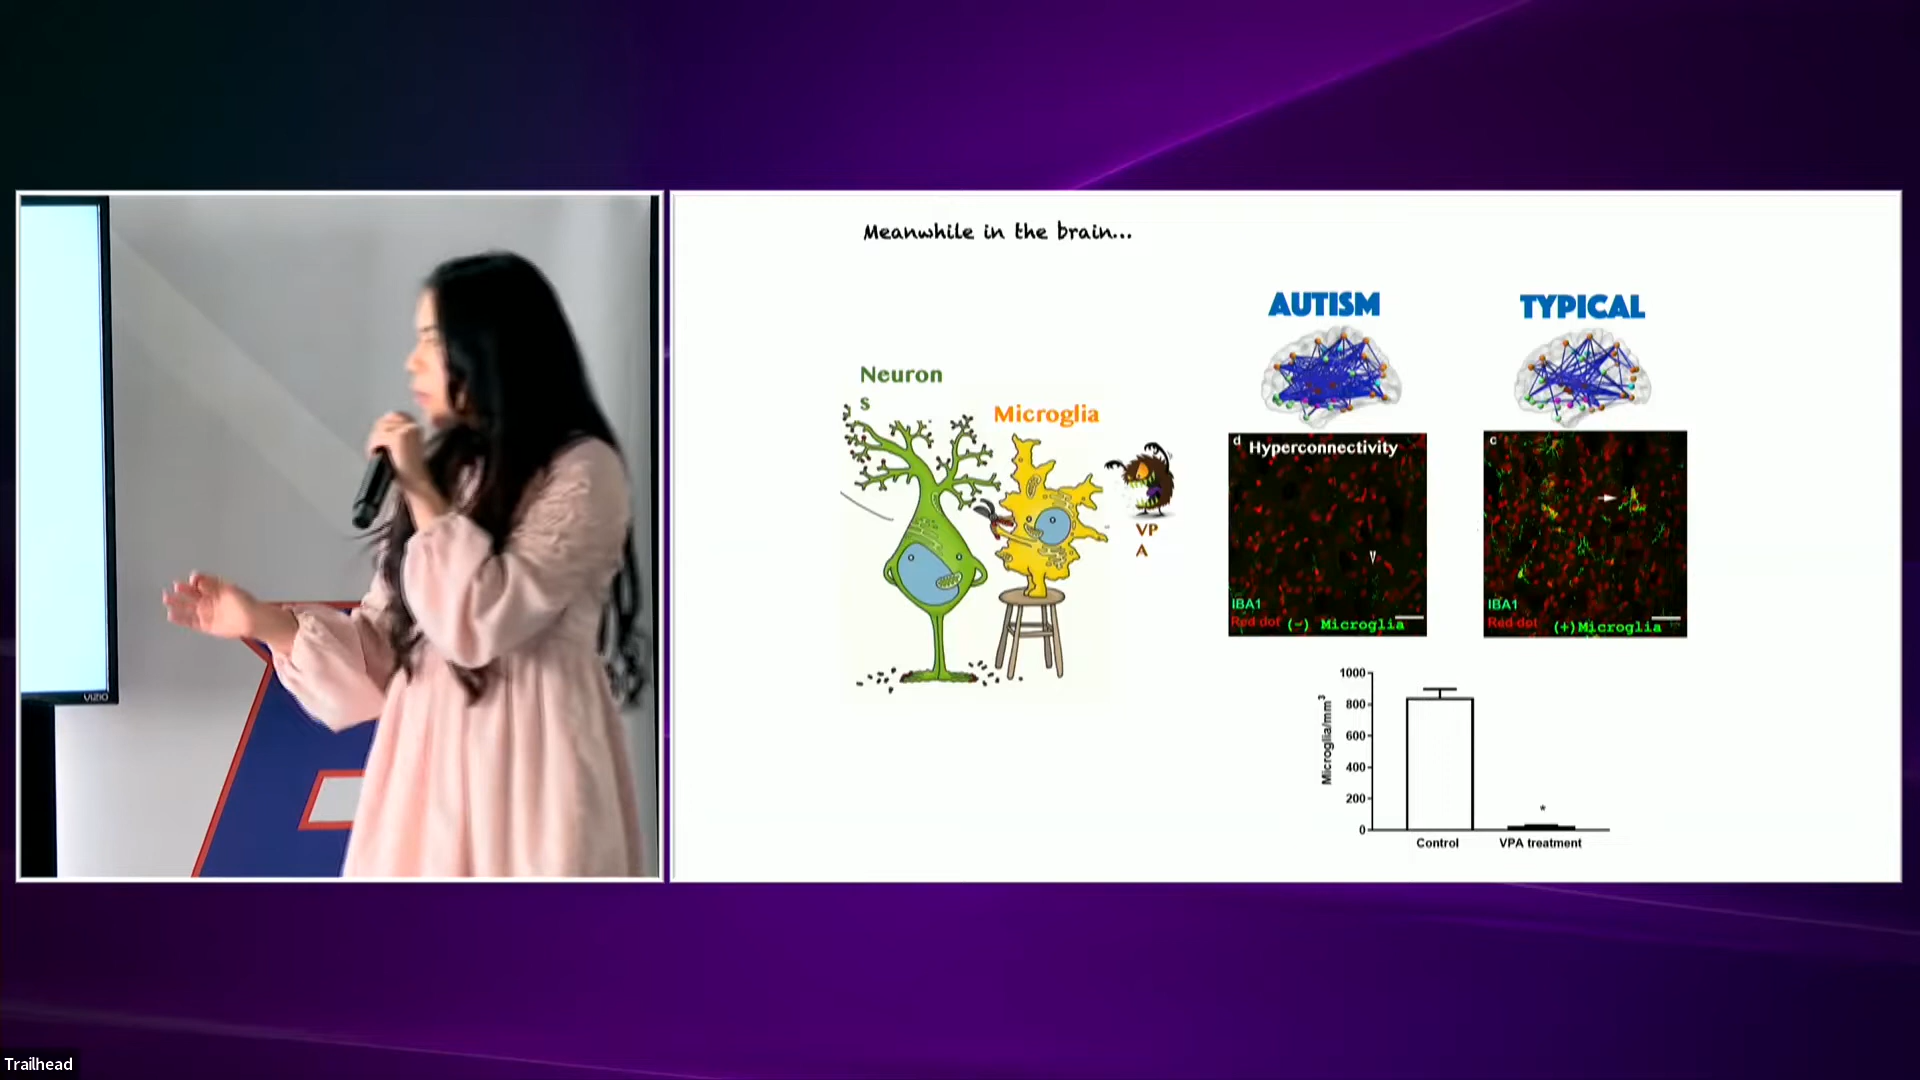 Meanwhile in the brain...
AUTISM
TYPICAL
Neuron
s
Microglia
VP
A
d
Hyperconnectivity
IBA1
Red dot
(-) Microglia
c
IBA1
Red dot
(+)Microglia
1000
800
600
400
200
0
Microglia/mm3
*
Control
VPA treatment
VIZIO
Trailhead